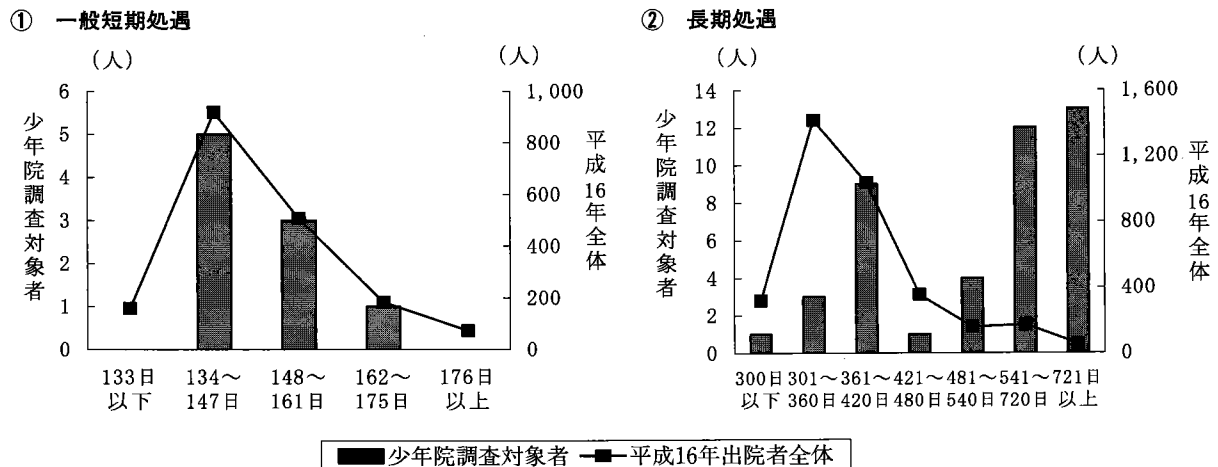 ① 一般短期処遇
(人)
(人)
6
5
4
3
2
1
0
少年院調査対象者
1,000
800
600
400
200
0
平成16年全体
133日
以下
134～
147日
148～
161日
162～
175日
176日
以上
② 長期処遇
(人)
(人)
14
12
10
8
6
4
2
0
少年院調査対象者
1,600
1,200
800
400
0
平成16年全体
300日
以下
301～
360日
361～
420日
421～
480日
481～
540日
541～
720日
721日
以上
少年院調査対象者
平成16年出院者全体